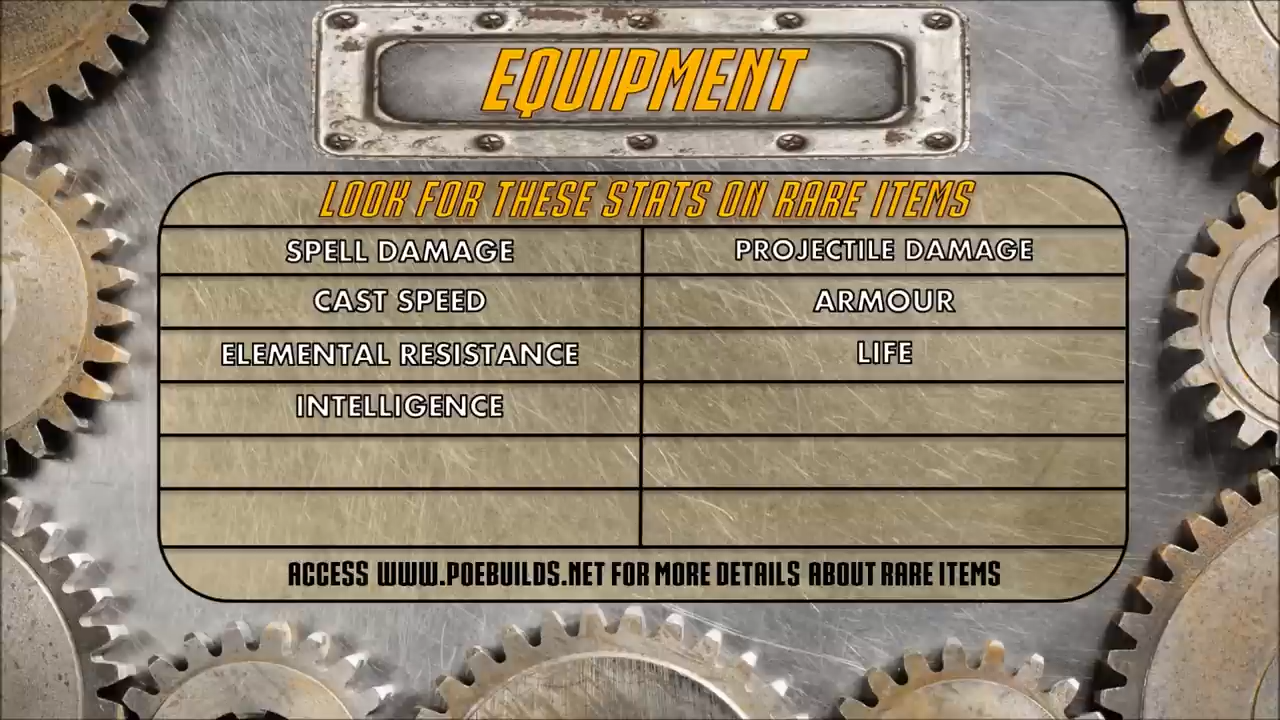 EQUIPMENT
LOOK FOR THESE STATS ON RARE ITEMS
SPELL DAMAGE
PROJECTILE DAMAGE
CAST SPEED
ARMOUR
ELEMENTAL RESISTANCE
LIFE
INTELLIGENCE
ACCESS WWW.POEBUILDS.NET FOR MORE DETAILS ABOUT RARE ITEMS